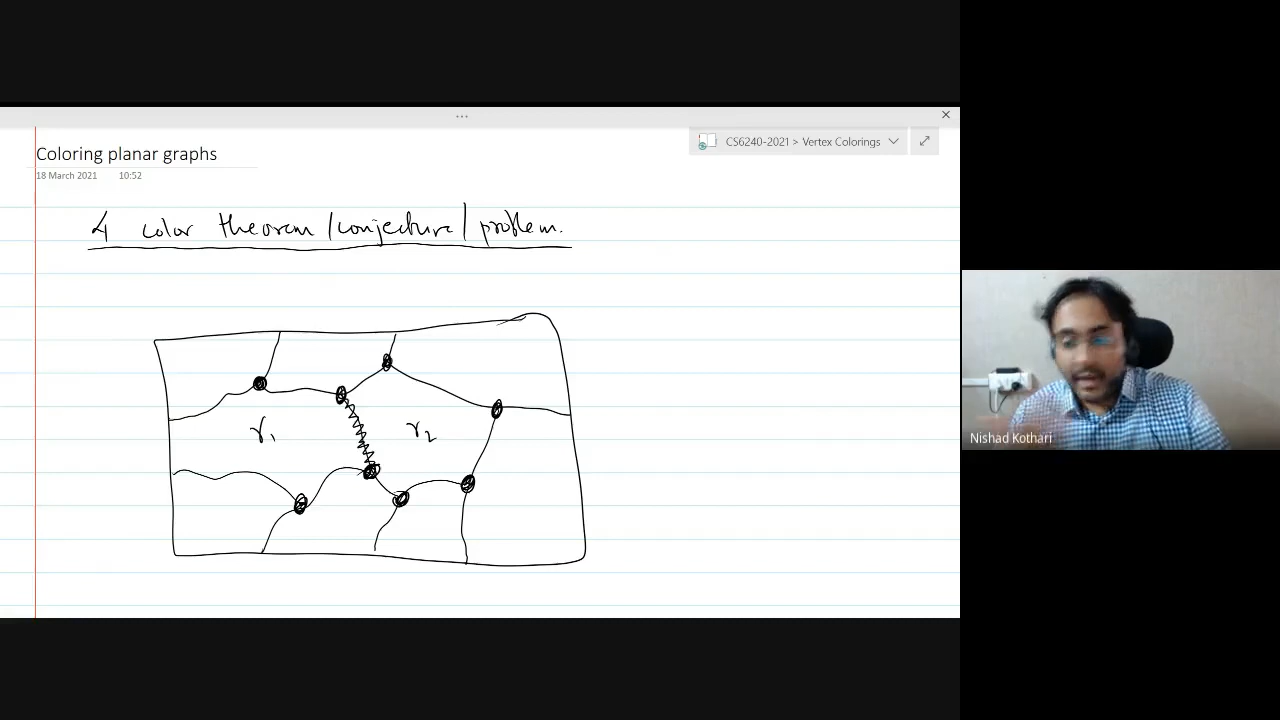 ...
CS6240-2021 > Vertex Colorings
Coloring planar graphs
18 March 2021 10:52
4 color theorem / conjecture / problem.
r₁
r₂
Nishad Kothari